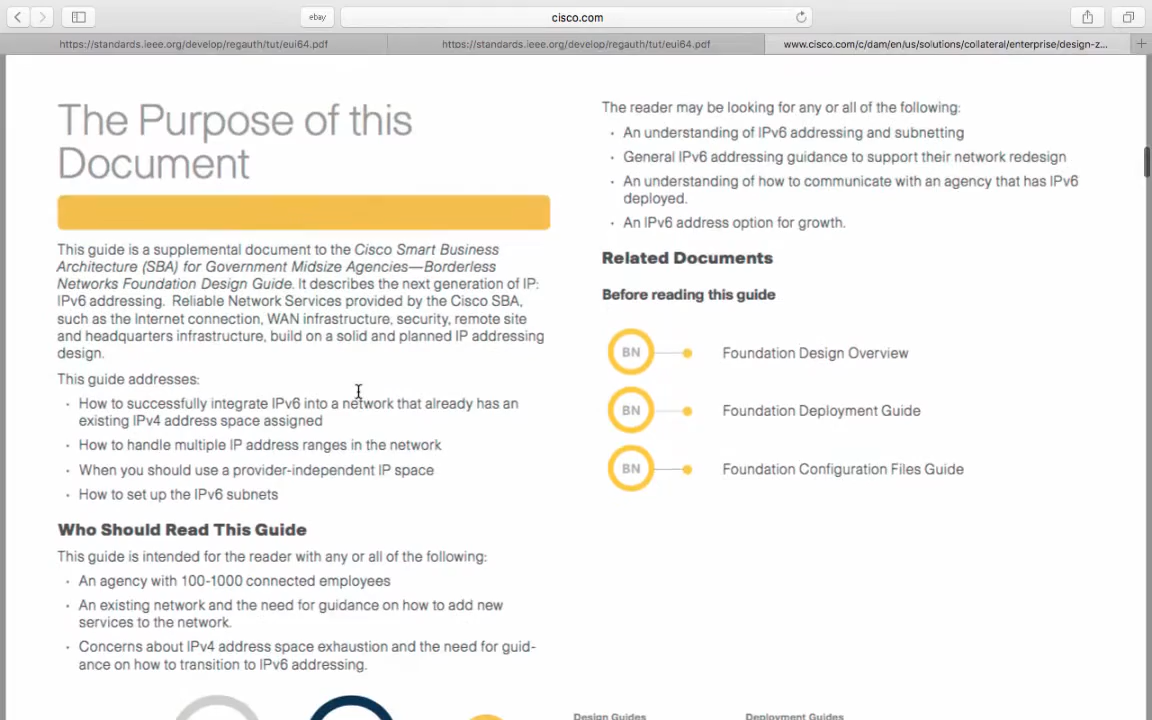 ebay
cisco.com
https://standards.ieee.org/develop/regauth/tut/eui64.pdf
https://standards.ieee.org/develop/regauth/tut/eui64.pdf
www.cisco.com/c/dam/en/us/solutions/collateral/enterprise/design-z...
The Purpose of this
Document
This guide is a supplemental document to the Cisco Smart Business
Architecture (SBA) for Government Midsize Agencies—Borderless
Networks Foundation Design Guide. It describes the next generation of IP:
IPv6 addressing. Reliable Network Services provided by the Cisco SBA,
such as the Internet connection, WAN infrastructure, security, remote site
and headquarters infrastructure, build on a solid and planned IP addressing
design.
This guide addresses:
· How to successfully integrate IPv6 into a network that already has an
existing IPv4 address space assigned
· How to handle multiple IP address ranges in the network
· When you should use a provider-independent IP space
· How to set up the IPv6 subnets
Who Should Read This Guide
This guide is intended for the reader with any or all of the following:
· An agency with 100-1000 connected employees
· An existing network and the need for guidance on how to add new
services to the network.
· Concerns about IPv4 address space exhaustion and the need for guid-
ance on how to transition to IPv6 addressing.
The reader may be looking for any or all of the following:
· An understanding of IPv6 addressing and subnetting
· General IPv6 addressing guidance to support their network redesign
· An understanding of how to communicate with an agency that has IPv6
deployed.
· An IPv6 address option for growth.
Related Documents
Before reading this guide
BN Foundation Design Overview
BN Foundation Deployment Guide
BN Foundation Configuration Files Guide
Design Guides
Deployment Guides